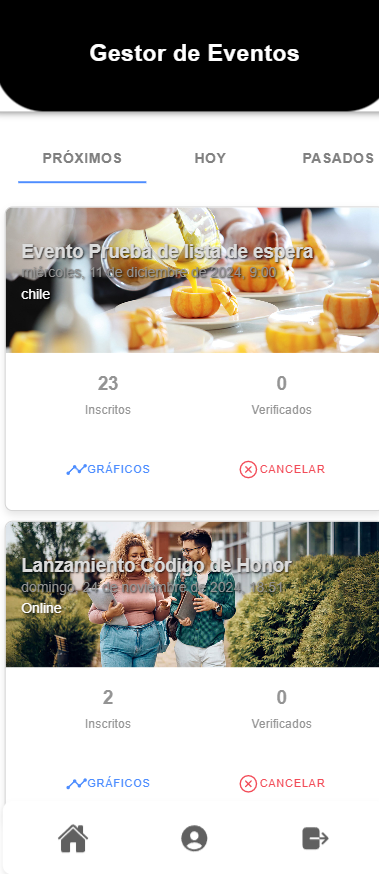 Gestor de Eventos
PRÓXIMOS HOY PASADOS
Evento Prueba de lista de espera
miércoles, 11 de diciembre de 2024, 9:00
chile
23 0
Inscritos Verificados
GRÁFICOS CANCELAR
Lanzamiento Código de Honor
domingo, 24 de noviembre de 2024,
Online
2 0
Inscritos Verificados
GRÁFICOS CANCELAR